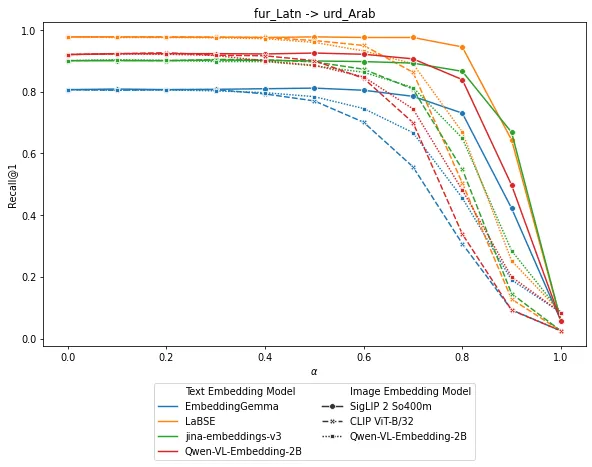 fur_Latn -> urd_Arab
Recall@1
1.0
0.8
0.6
0.4
0.2
0.0
0.0 0.2 0.4 0.6 0.8 1.0
α
Text Embedding Model
EmbeddingGemma
LaBSE
jina-embeddings-v3
Qwen-VL-Embedding-2B
Image Embedding Model
SigLIP 2 So400m
CLIP ViT-B/32
Qwen-VL-Embedding-2B